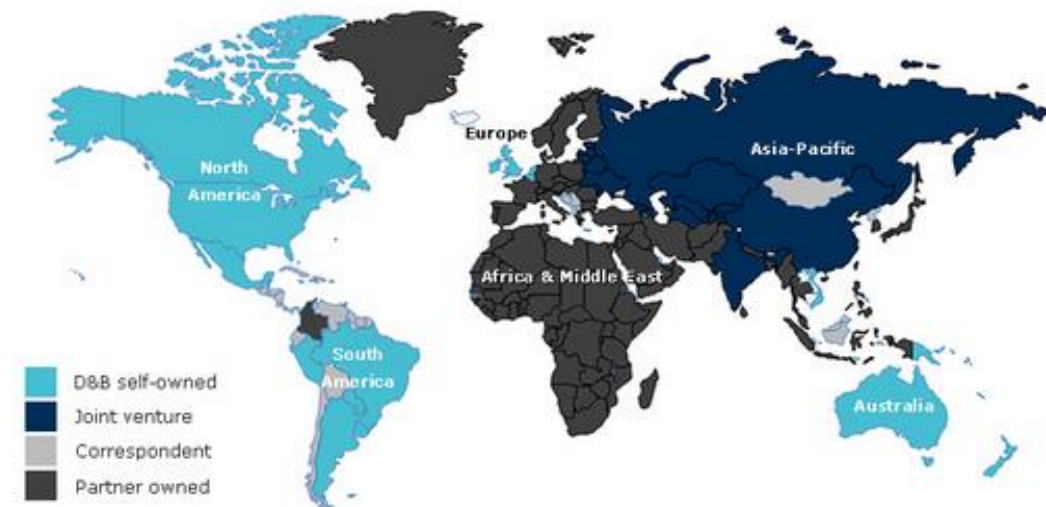 Europe
Asia-Pacific
North
America
Africa & Middle East
South
America
Australia
D&B self-owned
Joint venture
Correspondent
Partner owned